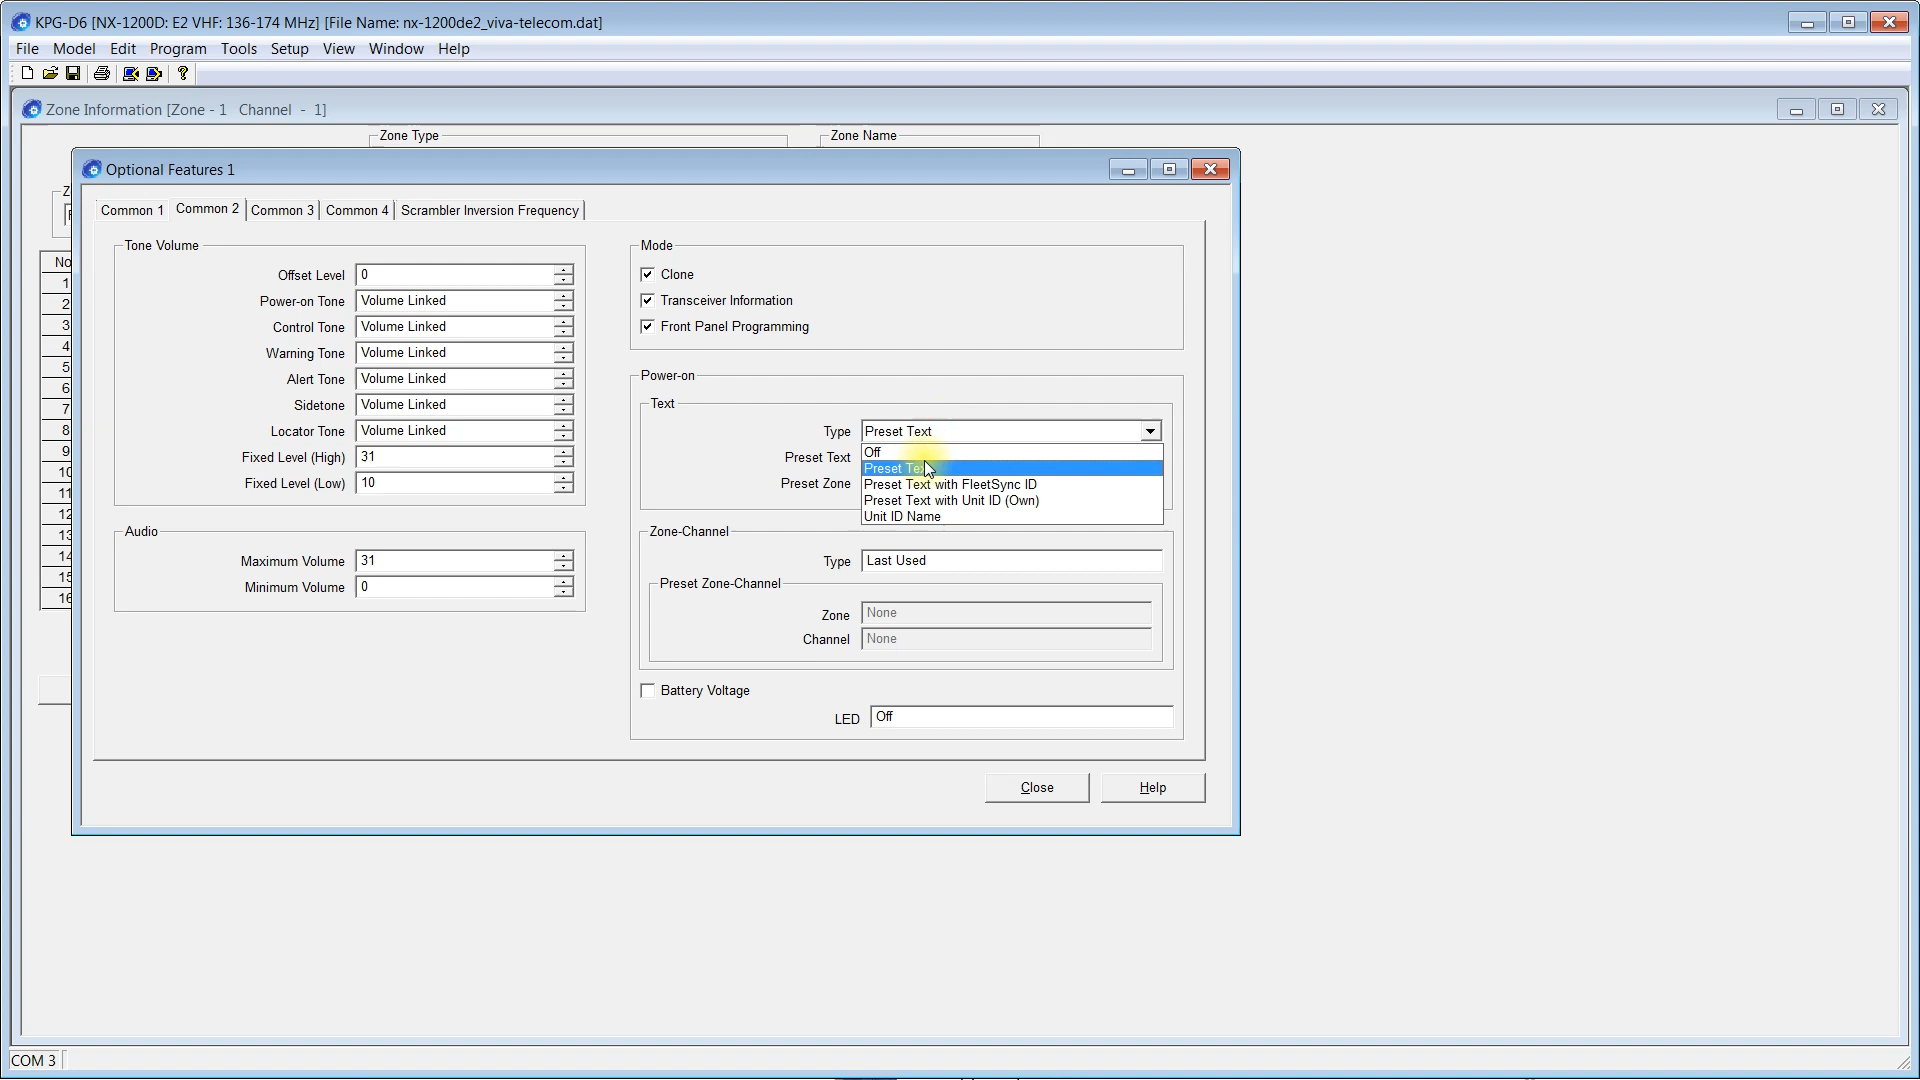 KPG-D6 [NX-1200D: E2 VHF: 136-174 MHz] [File Name: nx-1200de2_viva-telecom.dat]
File Model Edit Program Tools Setup View Window Help
Zone Information [Zone - 1 Channel - 1]
Zone Type
Zone Name
Optional Features 1
Common 1 Common 2 Common 3 Common 4 Scrambler Inversion Frequency
Tone Volume
Offset Level 0
Power-on Tone Volume Linked
Control Tone Volume Linked
Warning Tone Volume Linked
Alert Tone Volume Linked
Sidetone Volume Linked
Locator Tone Volume Linked
Fixed Level (High) 31
Fixed Level (Low) 10
Audio
Maximum Volume 31
Minimum Volume 0
Mode
Clone
Transceiver Information
Front Panel Programming
Power-on
Text
Type Preset Text
Preset Text
Preset Zone
Off
Preset Text
Preset Text with FleetSync ID
Preset Text with Unit ID (Own)
Unit ID Name
Zone-Channel
Type Last Used
Preset Zone-Channel
Zone None
Channel None
Battery Voltage
LED Off
Close Help
No
1
2
3
4
5
6
7
8
9
10
11
12
13
14
15
16
COM 3